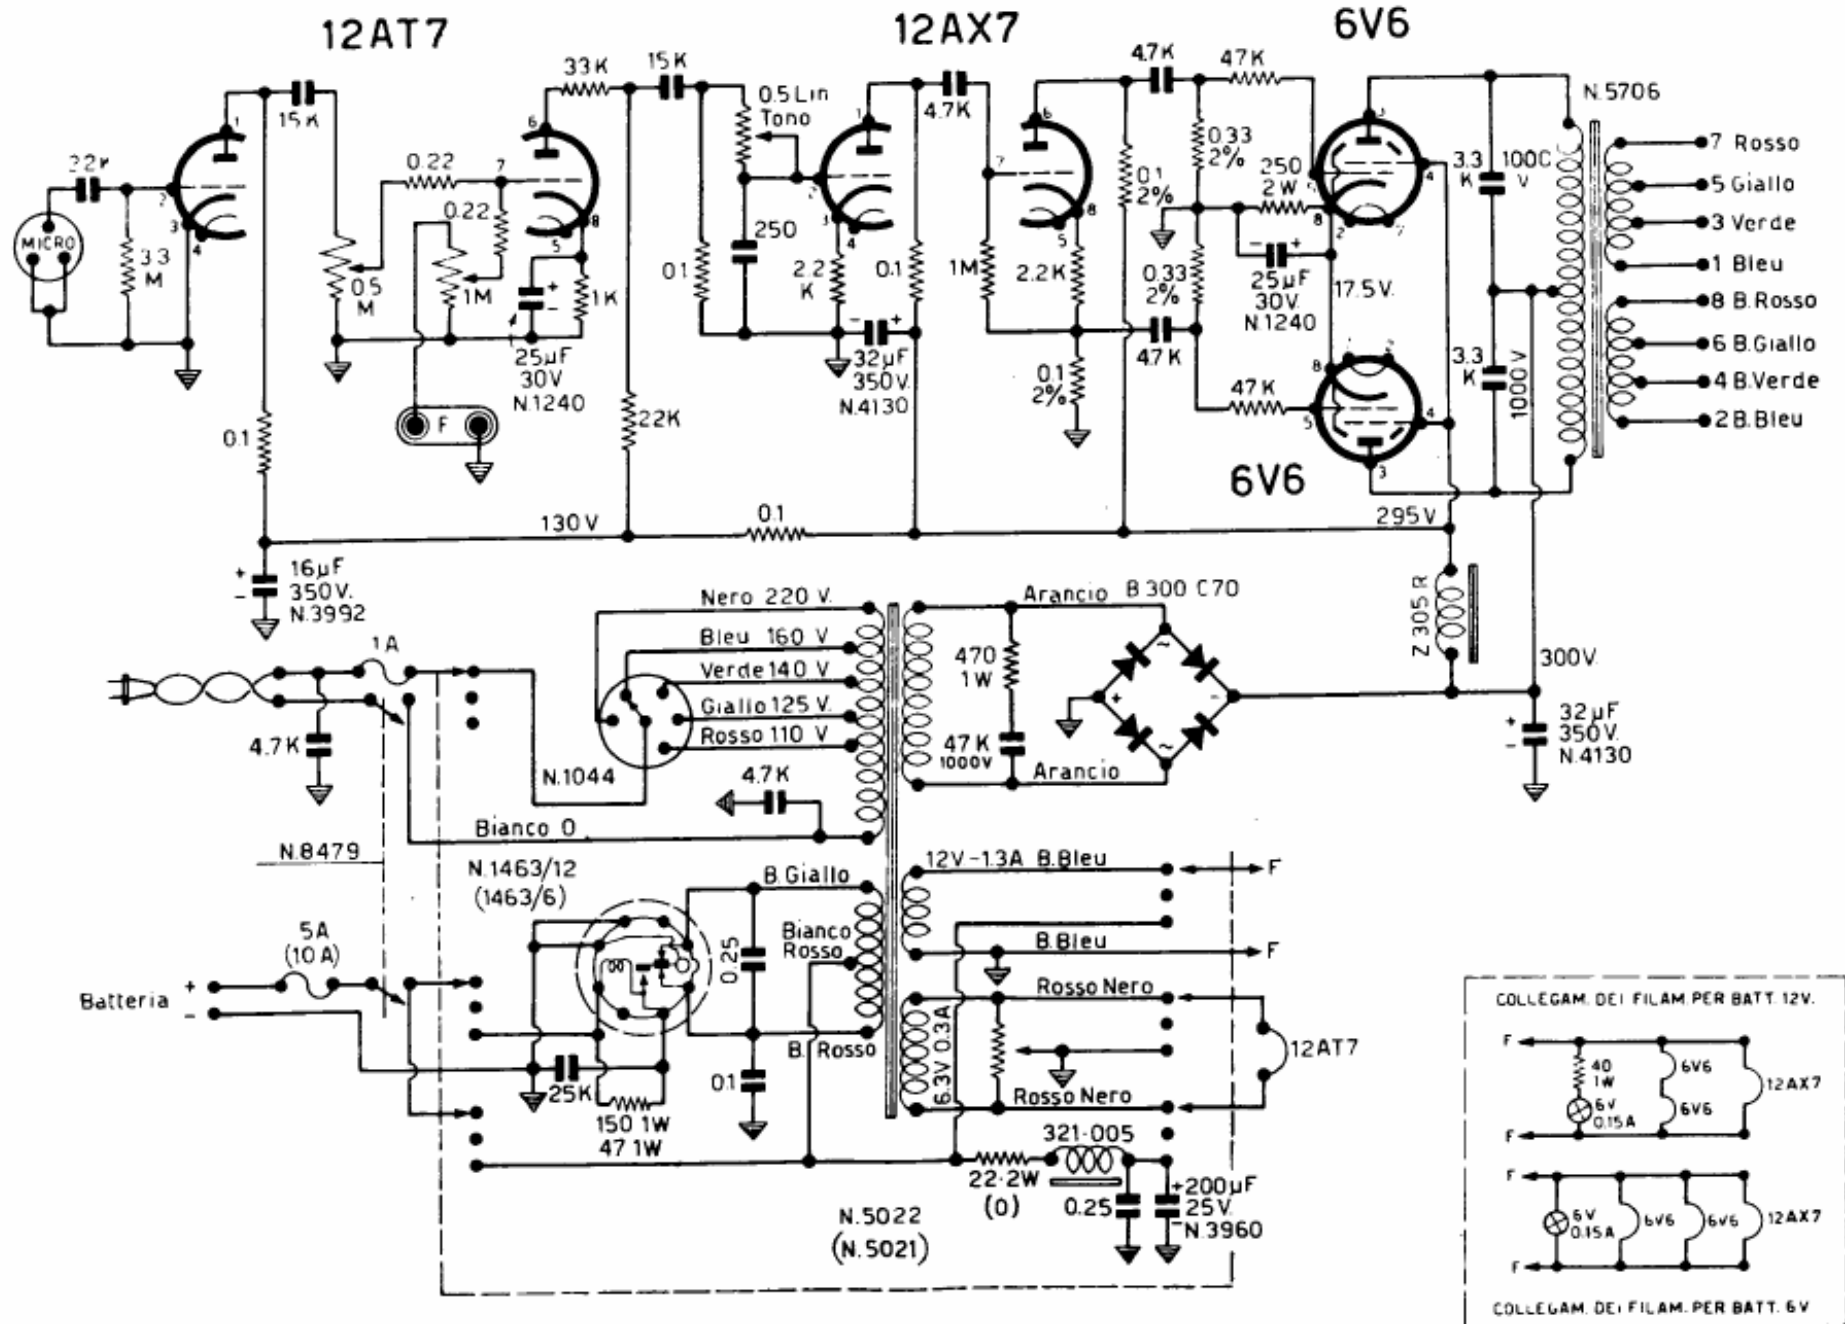 12AT7
12AX7
6V6
33K
15K
15K
0.5 Lin
Tono
4.7K
4.7K
47K
N.5706
22K
0.22
0.22
MICRO
3.3
M
0.5
M
1M
1K
25µF
30V
N.1240
F
0.1
250
2.2
K
0.1
32µF
350V.
N.4130
1M
2.2K
0.1
2%
0.1
2%
0.33
2%
250
2W
0.33
2%
25µF
30V.
N.1240
17.5V.
47K
47K
6V6
3.3
K
100C
V
3.3
K
1000V
7 Rosso
5 Giallo
3 Verde
1 Bleu
8 B.Rosso
6 B.Giallo
4 B.Verde
2 B.Bleu
0.1
22K
130V
0.1
295V
16µF
350V.
N.3992
1A
4.7K
Nero 220 V.
Bleu 160 V
Verde 140 V
Giallo 125 V.
Rosso 110 V
N.1044
4.7K
Bianco 0
Arancio
B 300 C70
470
1W
47K
1000V
Arancio
Z 305 R
300V.
32µF
350V.
N.4130
N.8479
N.1463/12
(1463/6)
B.Giallo
Bianco
Rosso
B. Rosso
0.25
0.1
5A
(10A)
Batteria
+
-
25K
150 1W
47 1W
12V-1.3A B.Bleu
F
B.Bleu
F
Rosso Nero
6.3V 0.3A
12AT7
Rosso Nero
321-005
22·2W
(0)
0.25
+200µF
25V.
N.3960
N.5022
(N.5021)
COLLEGAM. DEI FILAM. PER BATT. 12V.
F
40
1W
6V
0.15A
6V6
6V6
12AX7
F
F
6V
0.15A
6V6
6V6
12AX7
F
COLLEGAM. DEI FILAM. PER BATT. 6V